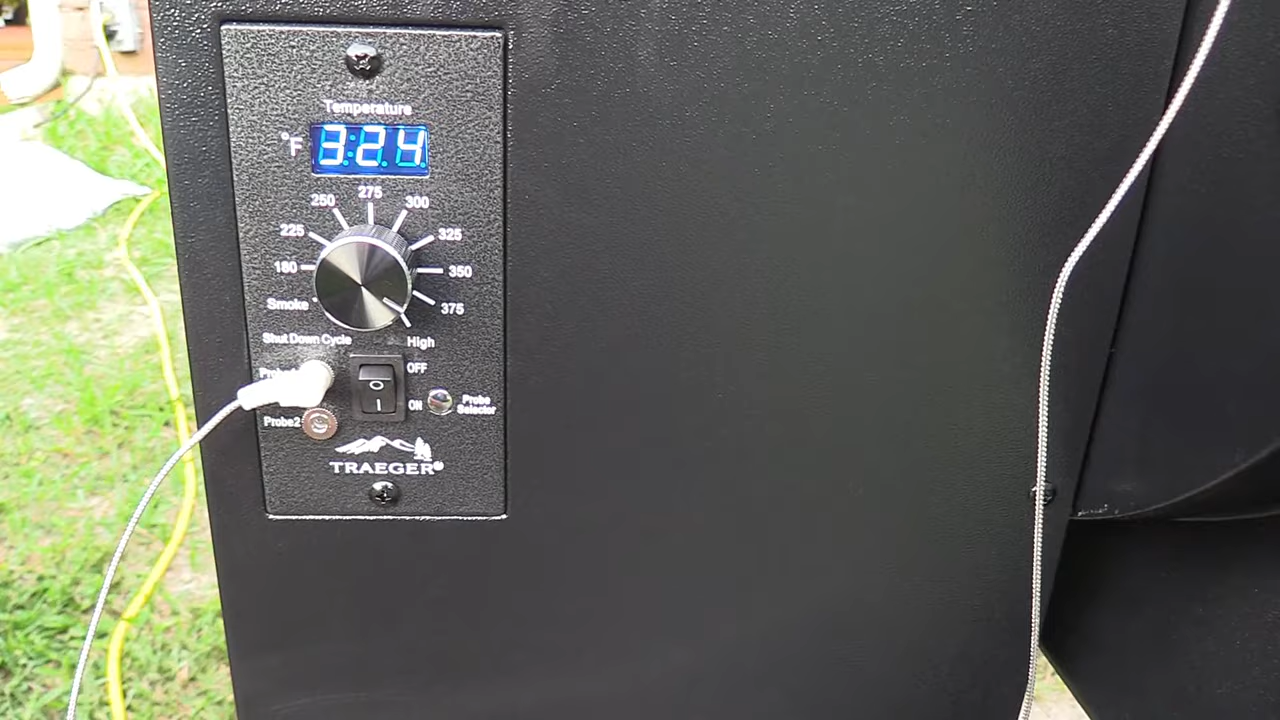 Temperature
°F 324
275
250 300
225 325
180 350
Smoke 375
Shut Down Cycle High
OFF
ON Probe Selector
Probe2
TRAEGER®